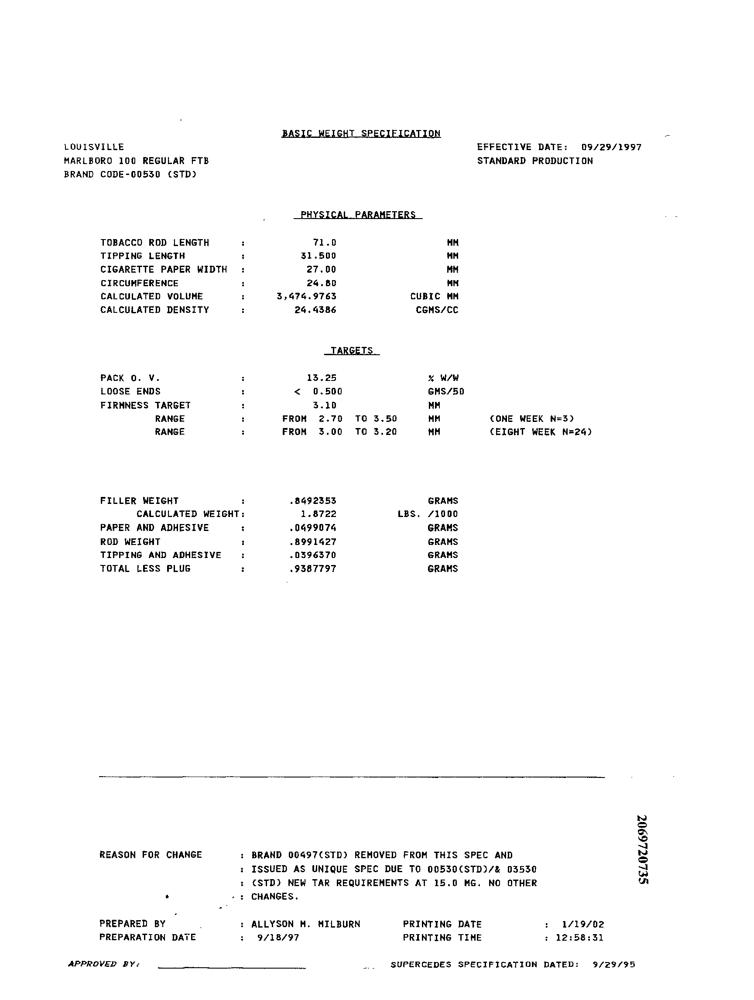 BASIC WEIGHT SPECIFICATION
LOUISVILLE EFFECTIVE DATE: 09/29/1997
MARLBORO 100 REGULAR FTB STANDARD PRODUCTION
BRAND CODE-00530 (STD)
PHYSICAL PARAMETERS
TOBACCO ROD LENGTH : 71.0 MM
TIPPING LENGTH : 31.500 MM
CIGARETTE PAPER WIDTH : 27.00 MM
CIRCUMFERENCE : 24.80 MM
CALCULATED VOLUME : 3,474.9763 CUBIC MM
CALCULATED DENSITY : 24.4386 CGMS/CC
TARGETS
PACK O. V. : 13.25 % W/W
LOOSE ENDS : < 0.500 GMS/50
FIRMNESS TARGET : 3.10 MM
RANGE : FROM 2.70 TO 3.50 MM (ONE WEEK N=3)
RANGE : FROM 3.00 TO 3.20 MM (EIGHT WEEK N=24)
FILLER WEIGHT : .8492353 GRAMS
CALCULATED WEIGHT: 1.8722 LBS. /1000
PAPER AND ADHESIVE : .0499074 GRAMS
ROD WEIGHT : .8991427 GRAMS
TIPPING AND ADHESIVE : .0396370 GRAMS
TOTAL LESS PLUG : .9387797 GRAMS
2069720735
REASON FOR CHANGE : BRAND 00497(STD) REMOVED FROM THIS SPEC AND
: ISSUED AS UNIQUE SPEC DUE TO 00530(STD)/& 03530
: (STD) NEW TAR REQUIREMENTS AT 15.0 MG. NO OTHER
: CHANGES.
PREPARED BY : ALLYSON M. MILBURN PRINTING DATE : 1/19/02
PREPARATION DATE : 9/18/97 PRINTING TIME : 12:58:31
APPROVED BY: SUPERCEDES SPECIFICATION DATED: 9/29/95